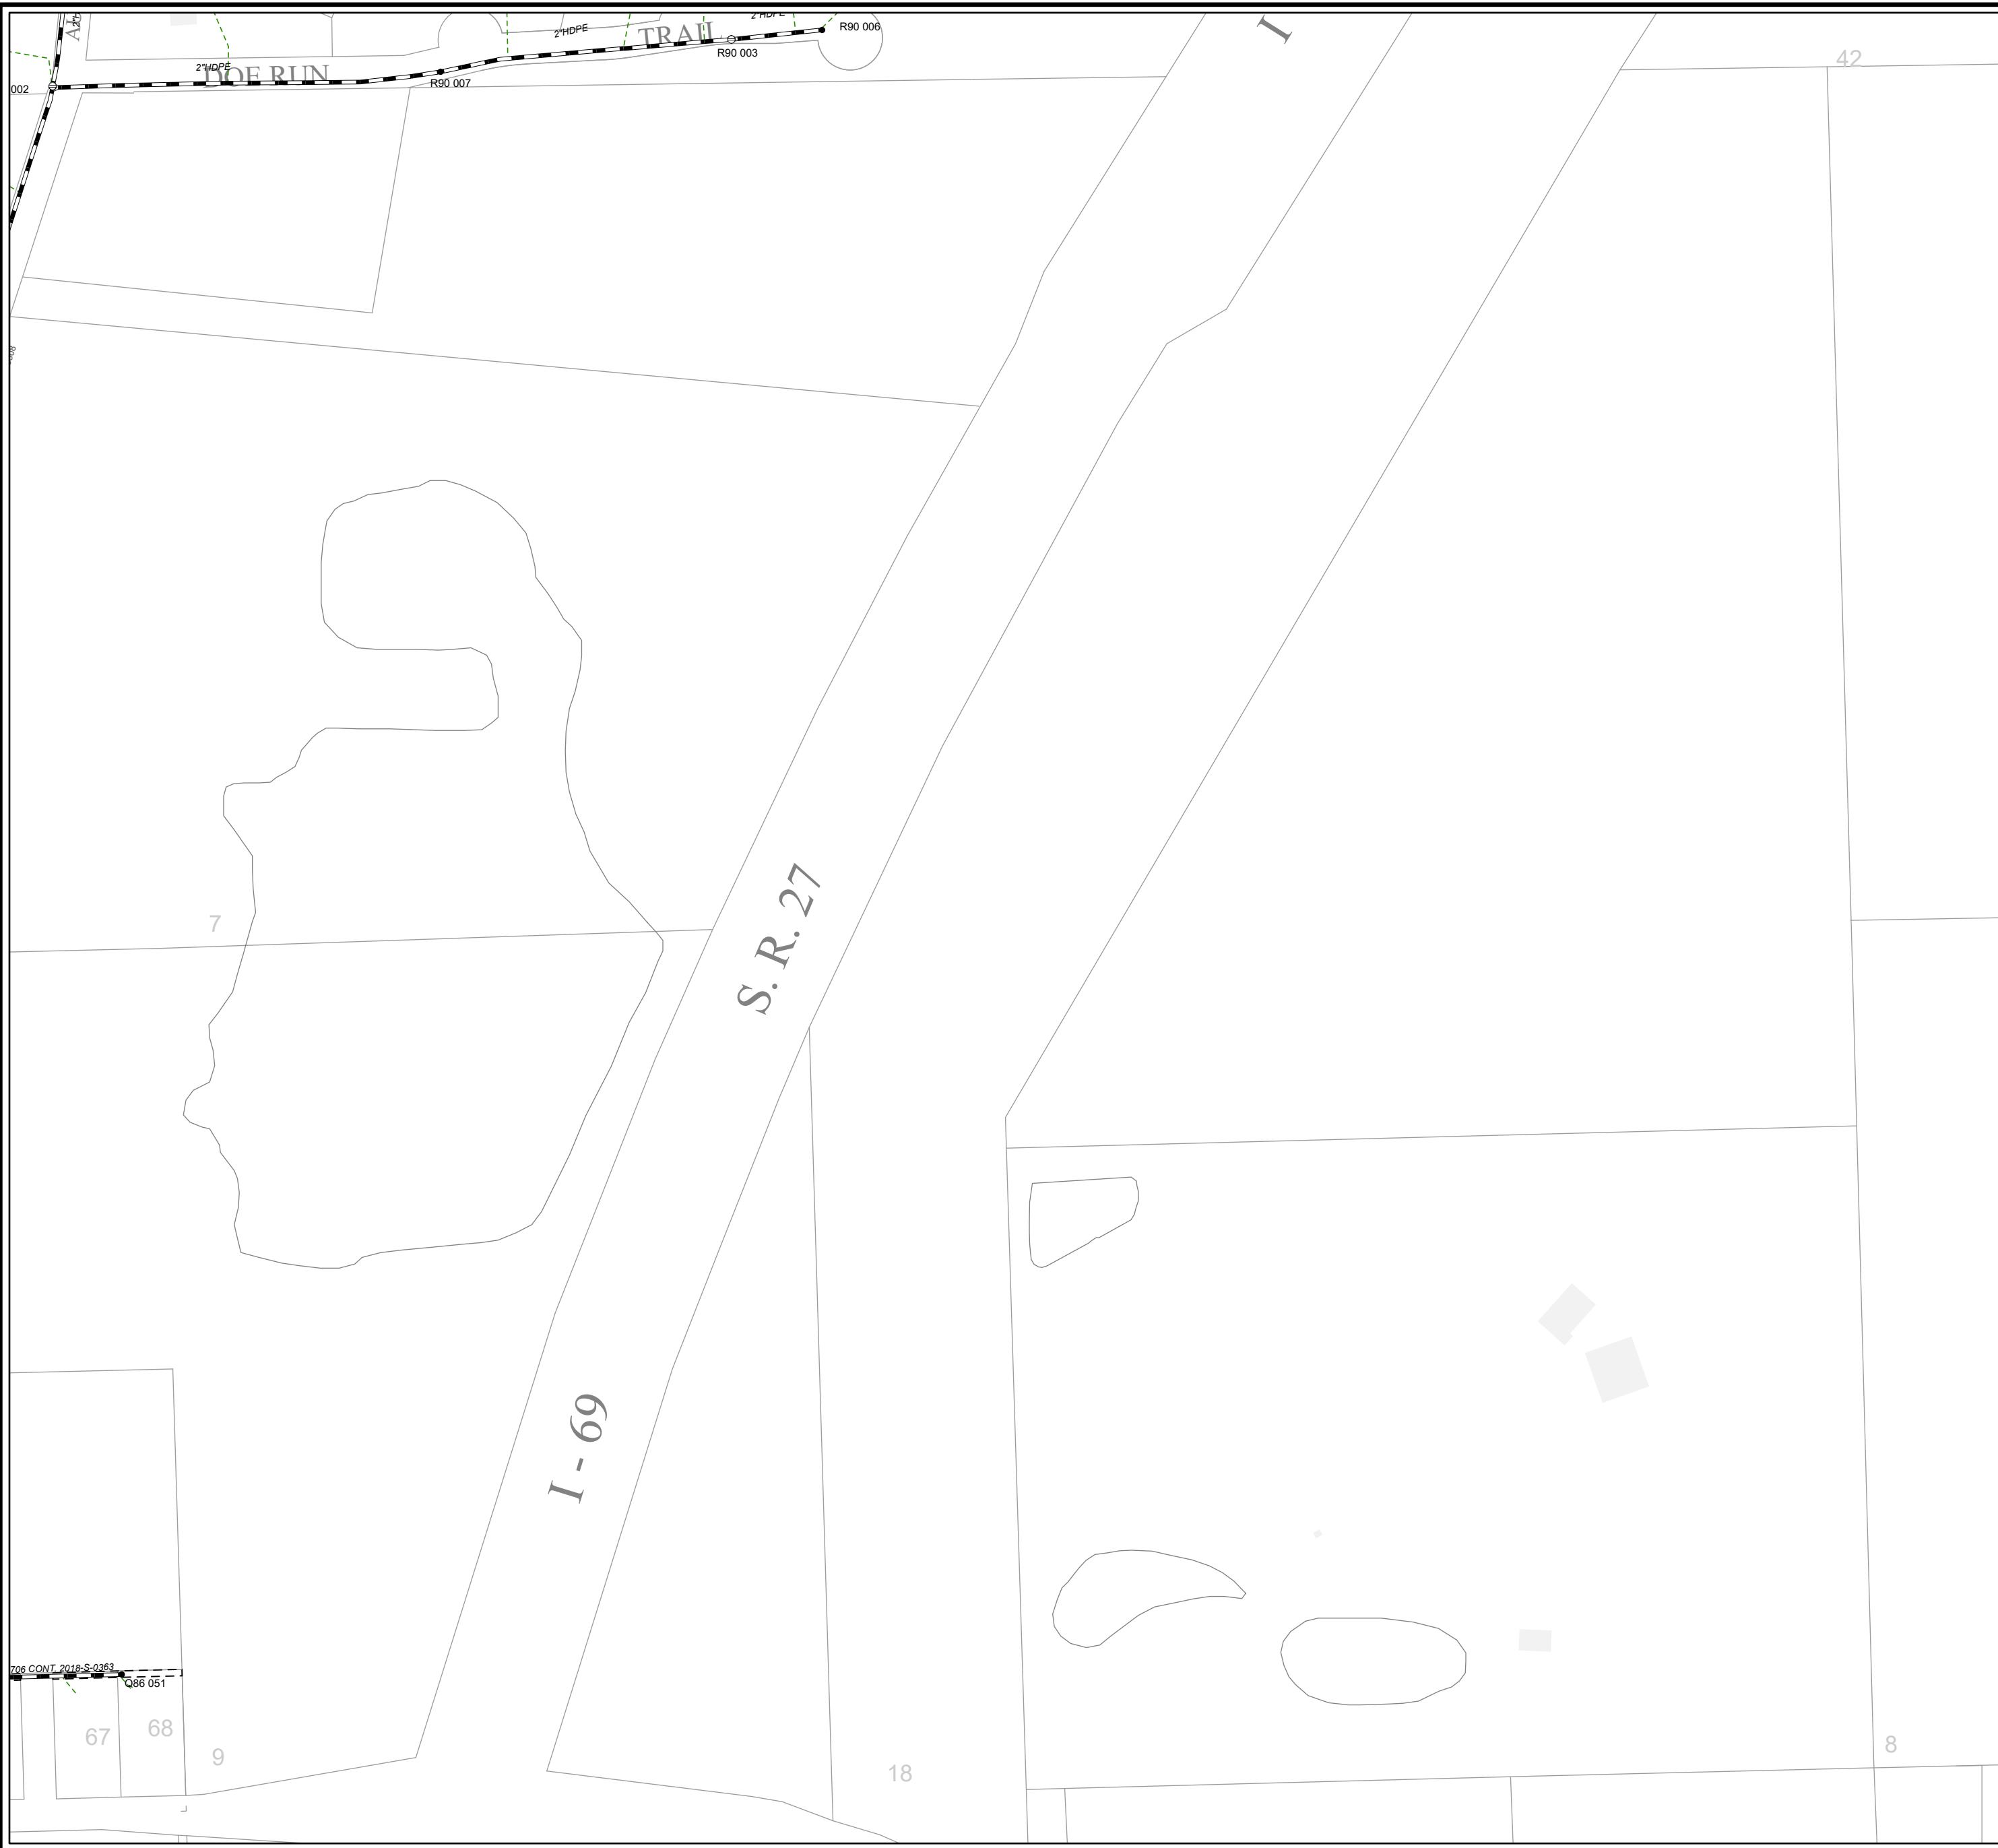 2"HDPE
2"HDPE
R90 006
TRAIL
R90 003
42
2"HDPE
DOE RUN
R90 007
002
I
7
S. R. 27
I - 69
706 CONT. 2018-S-0363
Q86 051
67
68
9
18
8